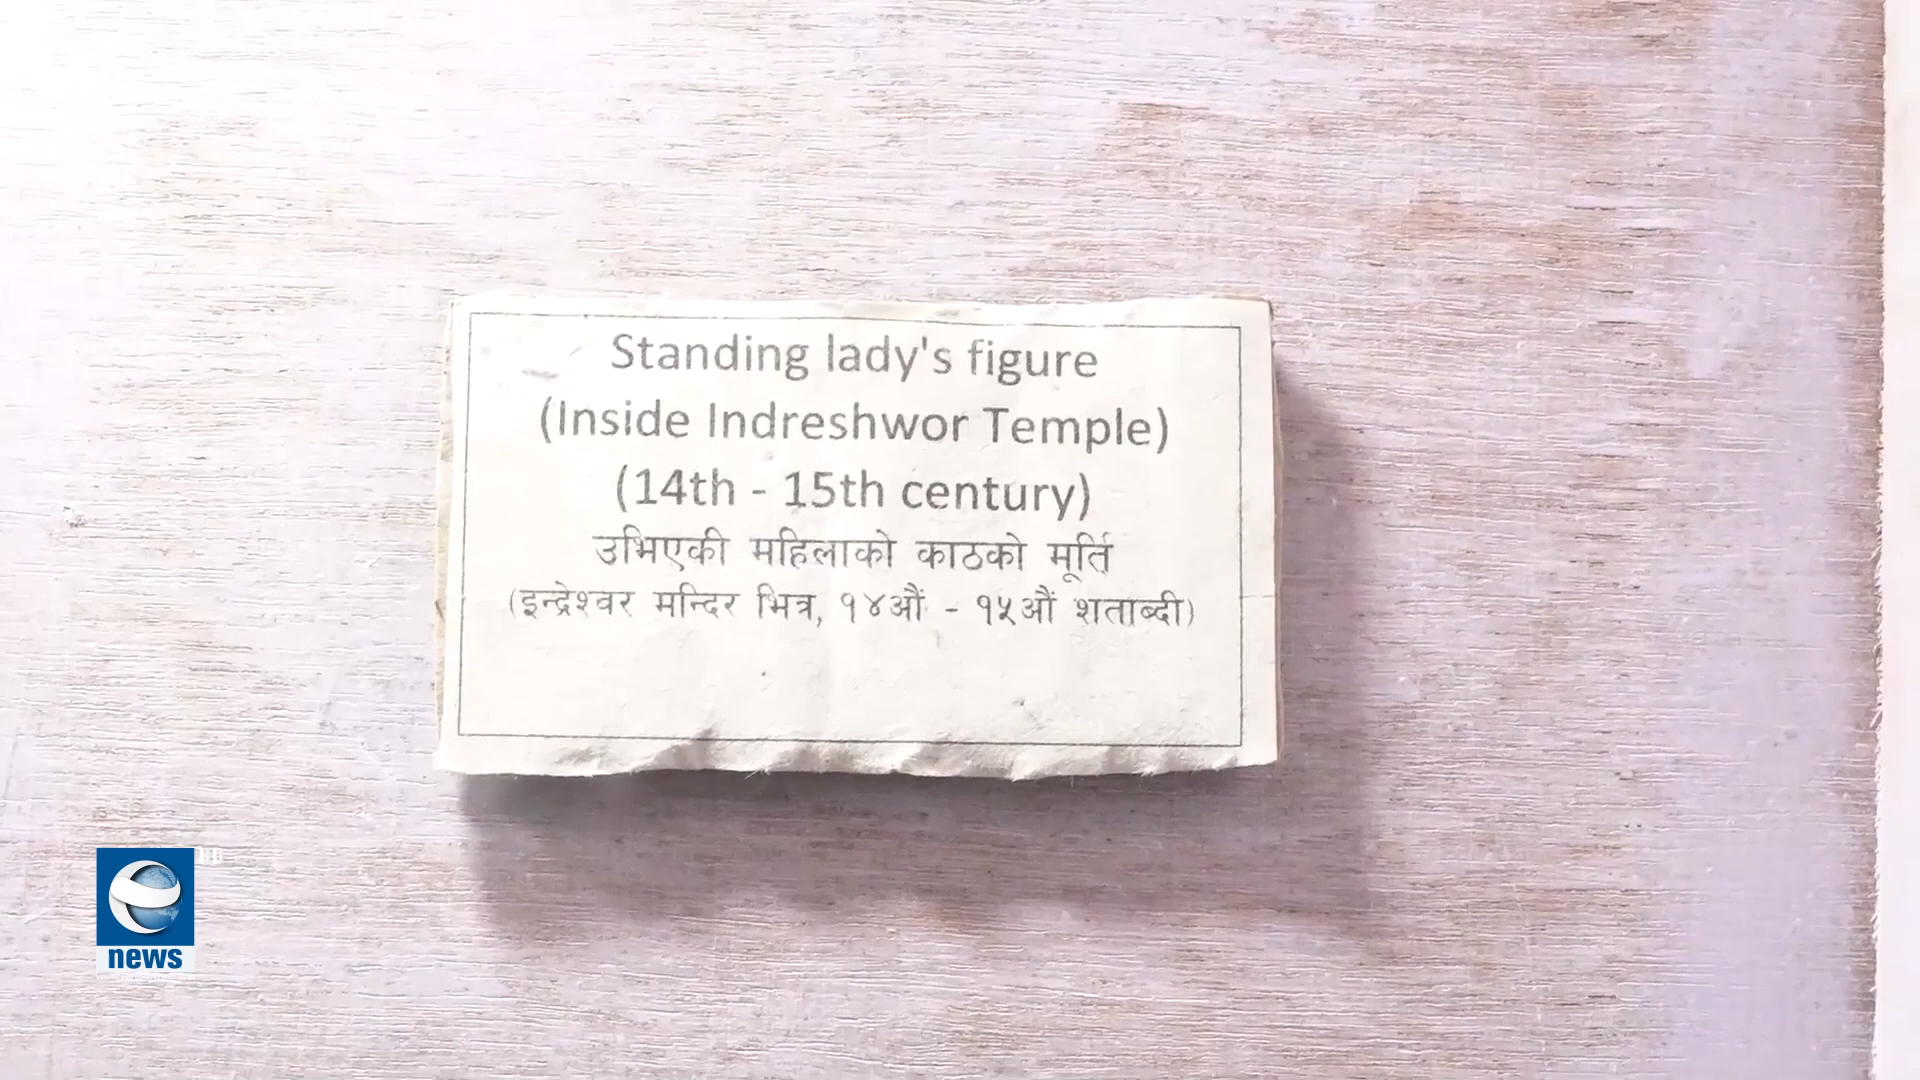 Standing lady's figure
(Inside Indreshwor Temple)
(14th - 15th century)
उभिएकी महिलाको काठको मूर्ति
(इन्द्रेश्वर मन्दिर भित्र, १४औं - १५औं शताब्दी)
news